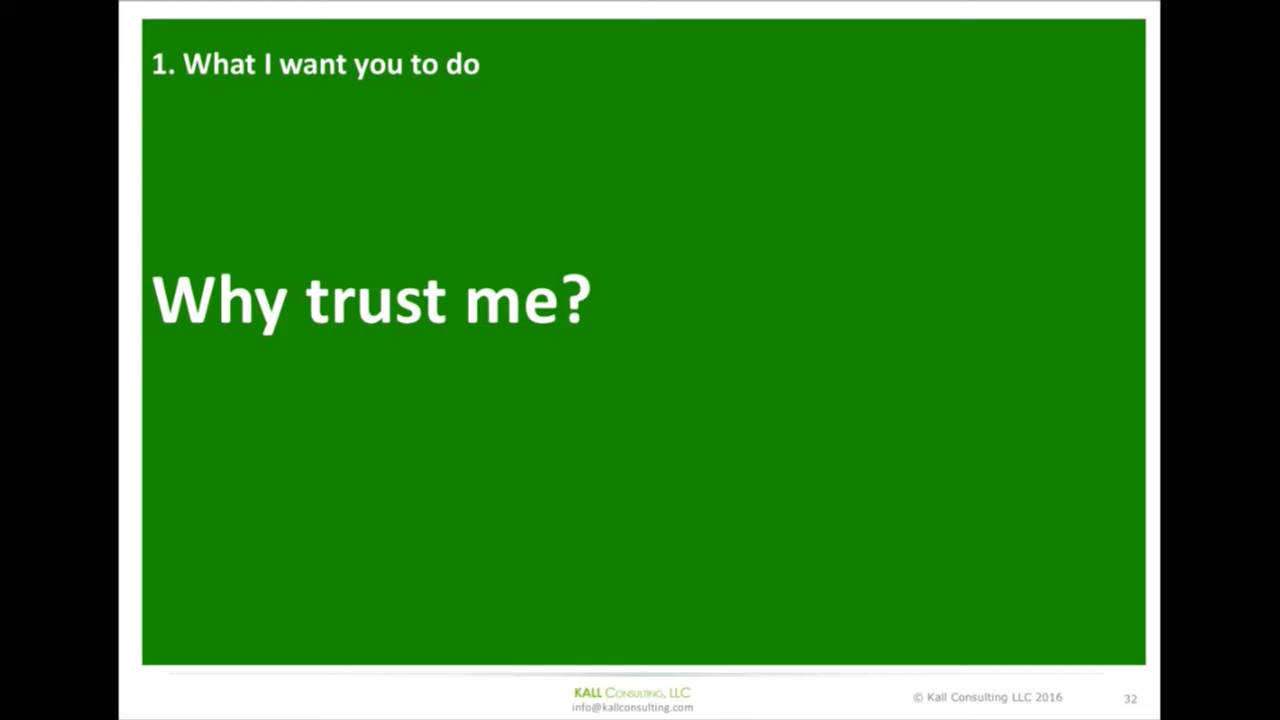 1. What I want you to do
Why trust me?
KALL CONSULTING, LLC
info@kallconsulting.com
© Kall Consulting LLC 2016
32